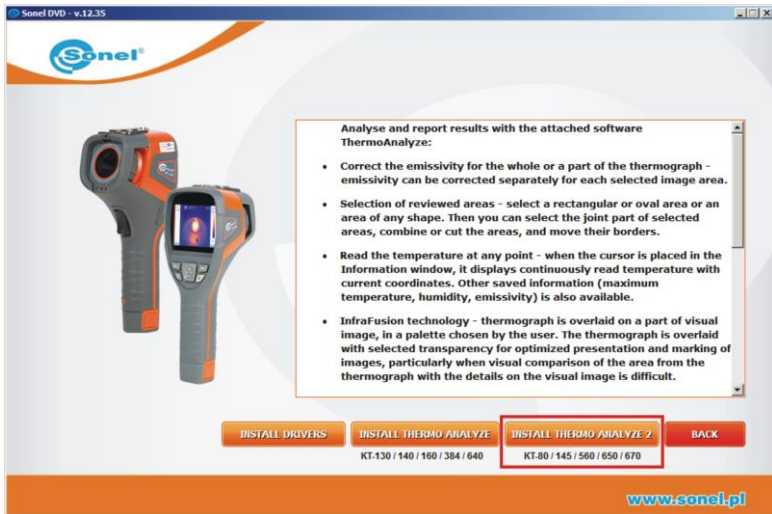 Sonel DVD - v.12.35
Sonel®
Analyse and report results with the attached software
ThermoAnalyze:
• Correct the emissivity for the whole or a part of the thermograph -
emissivity can be corrected separately for each selected image area.
• Selection of reviewed areas - select a rectangular or oval area or an
area of any shape. Then you can select the joint part of selected
areas, combine or cut the areas, and move their borders.
• Read the temperature at any point - when the cursor is placed in the
Information window, it displays continuously read temperature with
current coordinates. Other saved information (maximum
temperature, humidity, emissivity) is also available.
• InfraFusion technology - thermograph is overlaid on a part of visual
image, in a palette chosen by the user. The thermograph is overlaid
with selected transparency for optimized presentation and marking of
images, particularly when visual comparison of the area from the
thermograph with the details on the visual image is difficult.
INSTALL DRIVERS INSTALL THERMO ANALYZE INSTALL THERMO ANALYZE 2 BACK
KT-130 / 140 / 160 / 384 / 640 KT-80 / 145 / 560 / 650 / 670
www.sonel.pl